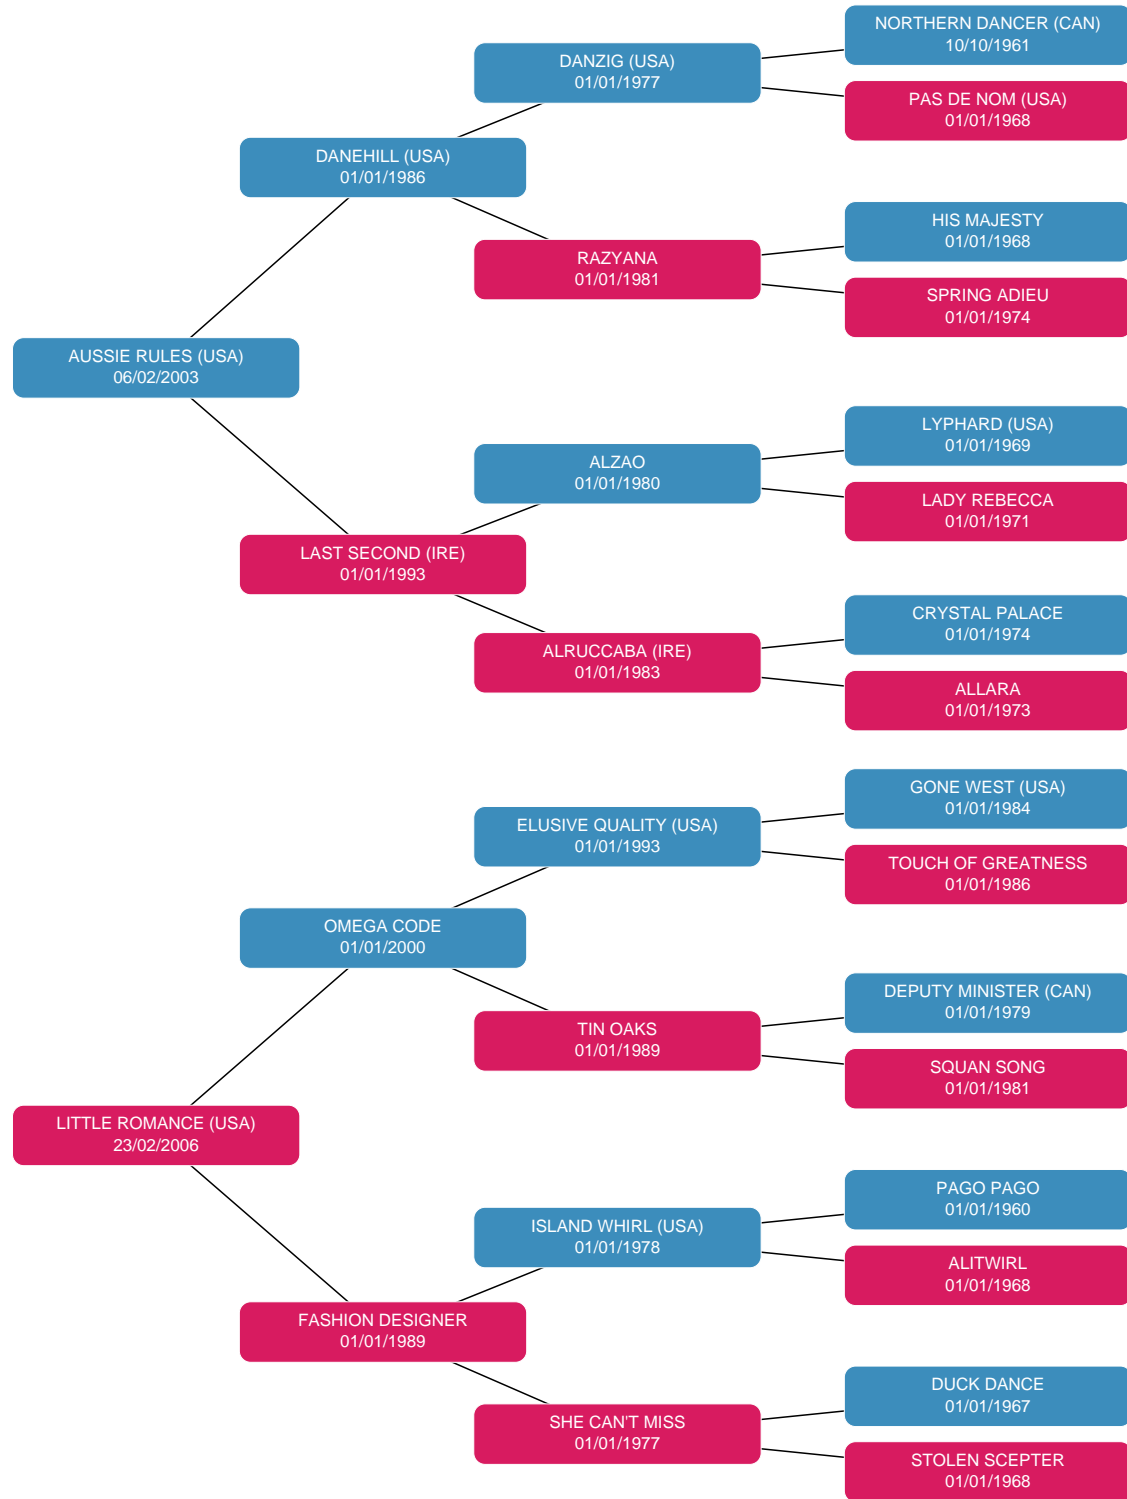 NORTHERN DANCER (CAN)
10/10/1961
DANZIG (USA)
01/01/1977
PAS DE NOM (USA)
01/01/1968
DANEHILL (USA)
01/01/1986
HIS MAJESTY
01/01/1968
RAZYANA
01/01/1981
SPRING ADIEU
01/01/1974
AUSSIE RULES (USA)
06/02/2003
LYPHARD (USA)
01/01/1969
ALZAO
01/01/1980
LADY REBECCA
01/01/1971
LAST SECOND (IRE)
01/01/1993
CRYSTAL PALACE
01/01/1974
ALRUCCABA (IRE)
01/01/1983
ALLARA
01/01/1973
GONE WEST (USA)
01/01/1984
ELUSIVE QUALITY (USA)
01/01/1993
TOUCH OF GREATNESS
01/01/1986
OMEGA CODE
01/01/2000
DEPUTY MINISTER (CAN)
01/01/1979
TIN OAKS
01/01/1989
SQUAN SONG
01/01/1981
LITTLE ROMANCE (USA)
23/02/2006
PAGO PAGO
01/01/1960
ISLAND WHIRL (USA)
01/01/1978
ALITWIRL
01/01/1968
FASHION DESIGNER
01/01/1989
DUCK DANCE
01/01/1967
SHE CAN'T MISS
01/01/1977
STOLEN SCEPTER
01/01/1968